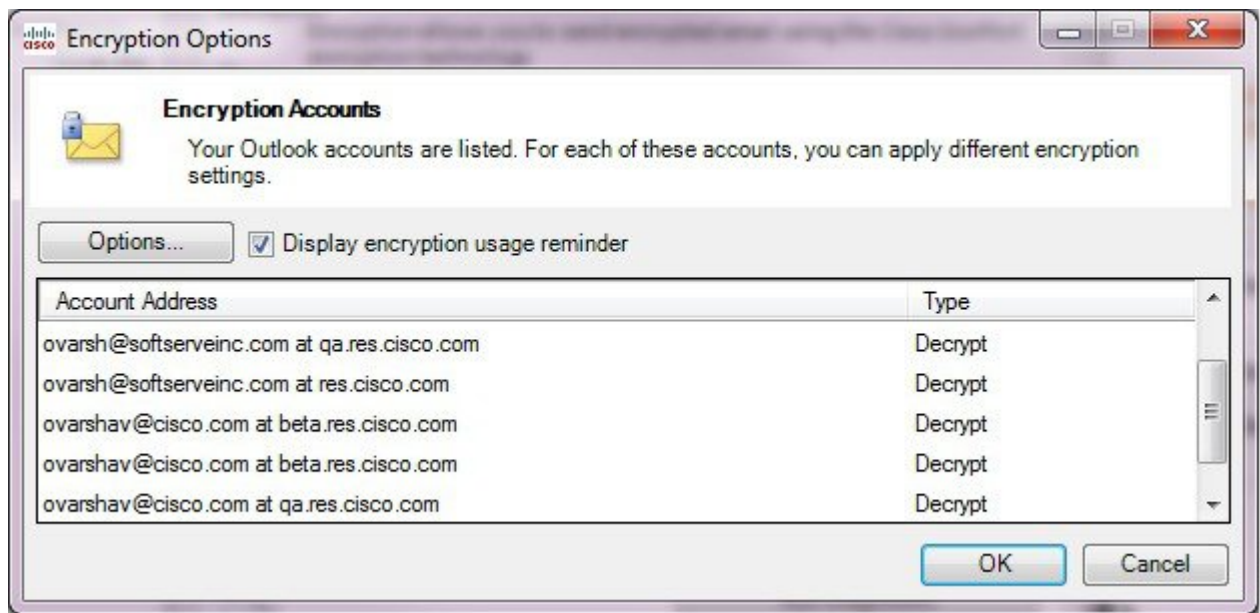 cisco Encryption Options
Encryption Accounts
Your Outlook accounts are listed. For each of these accounts, you can apply different encryption
settings.
Options... Display encryption usage reminder
Account Address Type
ovarsh@softserveinc.com at qa.res.cisco.com Decrypt
ovarsh@softserveinc.com at res.cisco.com Decrypt
ovarshav@cisco.com at beta.res.cisco.com Decrypt
ovarshav@cisco.com at beta.res.cisco.com Decrypt
ovarshav@cisco.com at qa.res.cisco.com Decrypt
OK Cancel